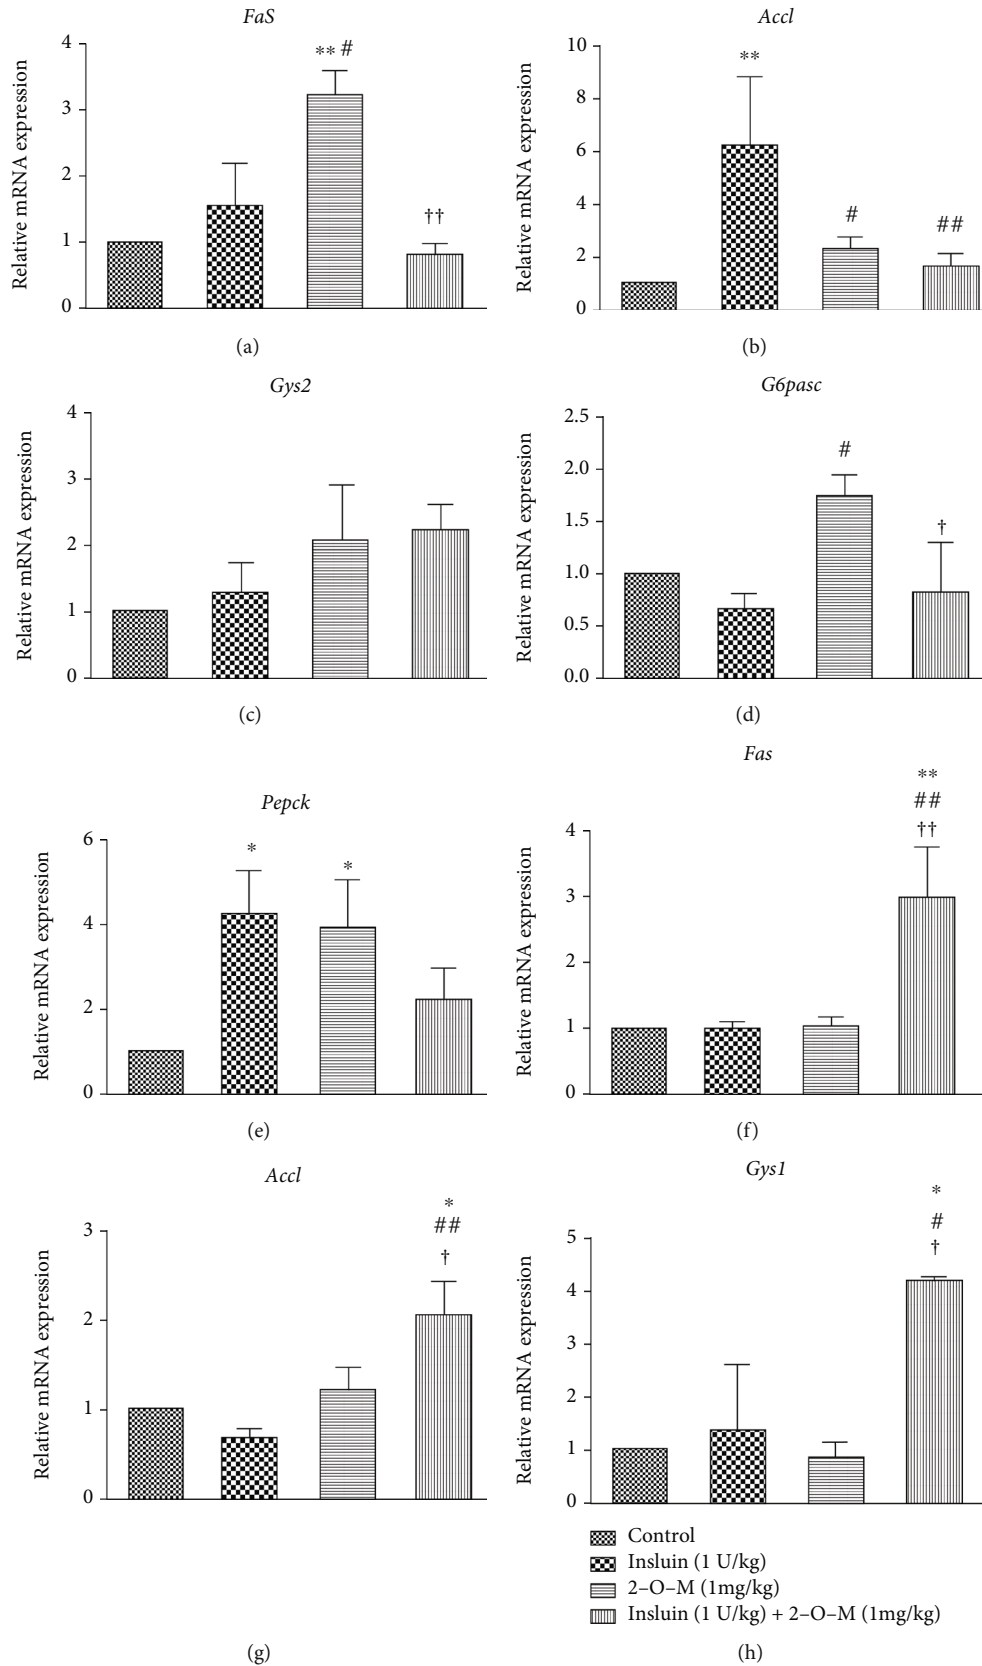 FaS
Relative mRNA expression
4
3
2
1
0
** #
††
(a)
Accl
Relative mRNA expression
10
8
6
4
2
0
**
#
##
(b)
Gys2
Relative mRNA expression
4
3
2
1
0
(c)
G6pasc
Relative mRNA expression
2.5
2.0
1.5
1.0
0.5
0.0
#
†
(d)
Pepck
Relative mRNA expression
6
4
2
0
*
*
(e)
Fas
Relative mRNA expression
4
3
2
1
0
**
##
††
(f)
Accl
Relative mRNA expression
3
2
1
0
*
##
†
(g)
Gys1
Relative mRNA expression
5
4
3
2
1
0
*
#
†
Control
Insluin (1 U/kg)
2–O–M (1mg/kg)
Insluin (1 U/kg) + 2–O–M (1mg/kg)
(h)